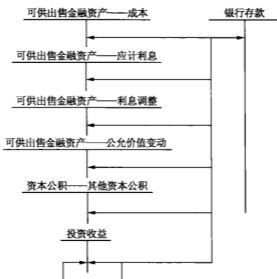 可供出售金融资产——成本
银行存款
可供出售金融资产——应计利息
可供出售金融资产——利息调整
可供出售金融资产——公允价值变动
资本公积——其他资本公积
投资收益